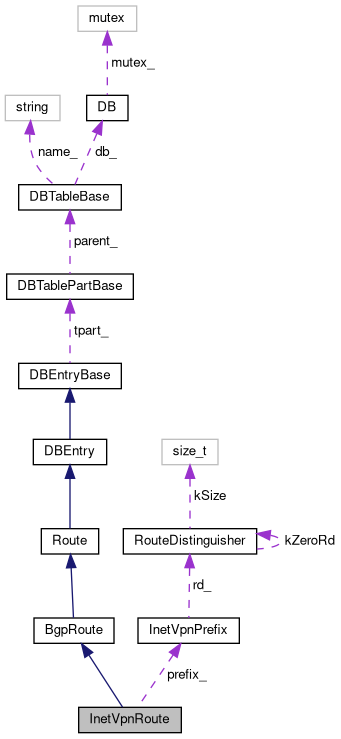 mutex
mutex_
string
DB
name_
db_
DBTableBase
parent_
DBTablePartBase
tpart_
DBEntryBase
DBEntry
size_t
kSize
Route
RouteDistinguisher
kZeroRd
rd_
BgpRoute
InetVpnPrefix
prefix_
InetVpnRoute